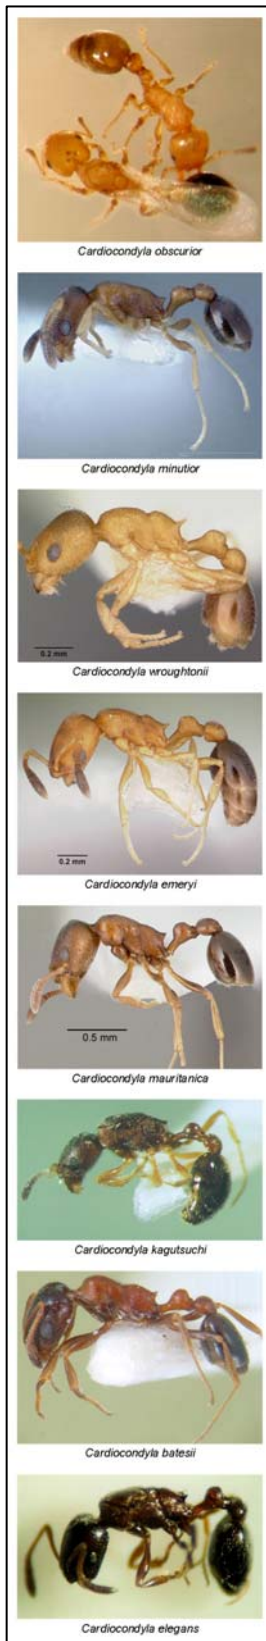 Cardiocondyla obscurior
Cardiocondyla minutior
0.2 mm
Cardiocondyla wroughtonii
0.2 mm
Cardiocondyla emeryi
0.5 mm
Cardiocondyla mauritanica
Cardiocondyla kagutsuchi
Cardiocondyla batesii
Cardiocondyla elegans